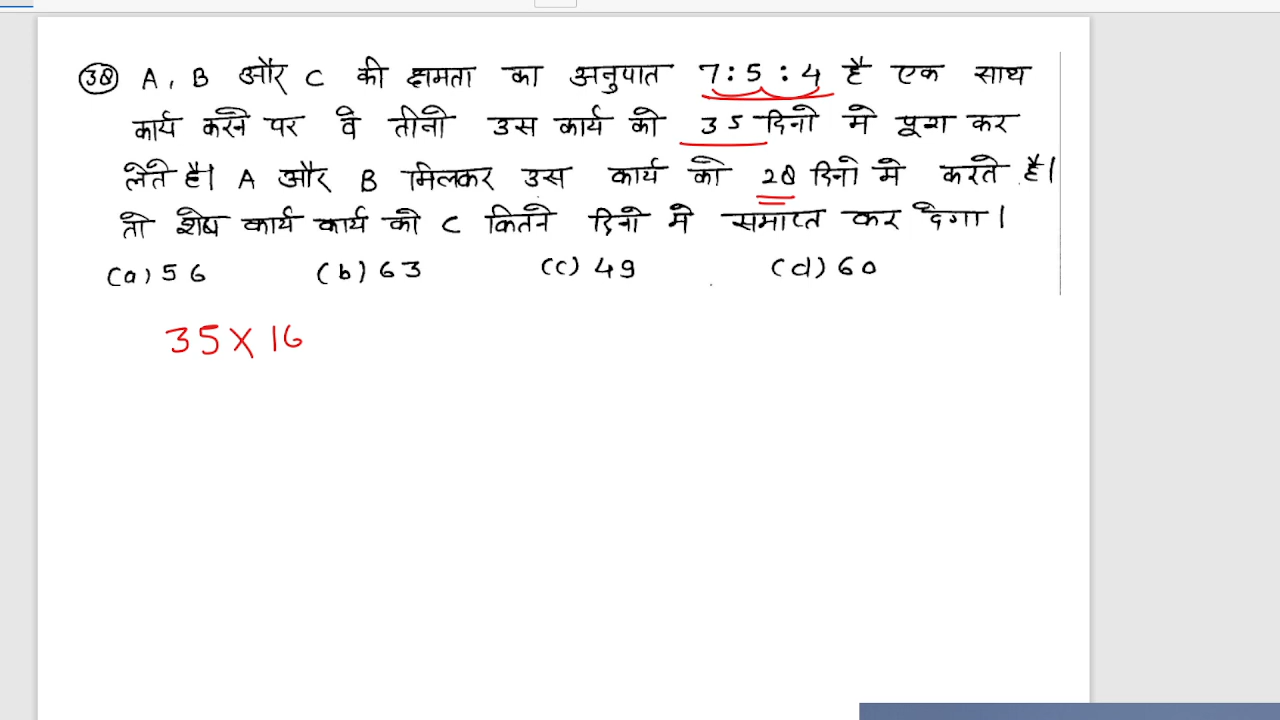 (38) A, B और C की क्षमता का अनुपात 7 : 5 : 4 है एक साथ
कार्य करने पर वे तीनो उस कार्य को 35 दिनो मे पूरा कर
लेते है। A और B मिलकर उस कार्य को 28 दिनो मे करते है।
तो शेष कार्य कार्य को C कितने दिनो मे समाप्त कर देगा।
(a) 56 (b) 63 (c) 49 (d) 60
35 X 16